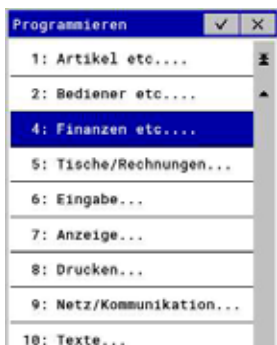 Programmieren
1: Artikel etc....
2: Bediener etc....
4: Finanzen etc....
5: Tische/Rechnungen...
6: Eingabe...
7: Anzeige...
8: Drucken...
9: Netz/Kommunikation...
10: Texte...